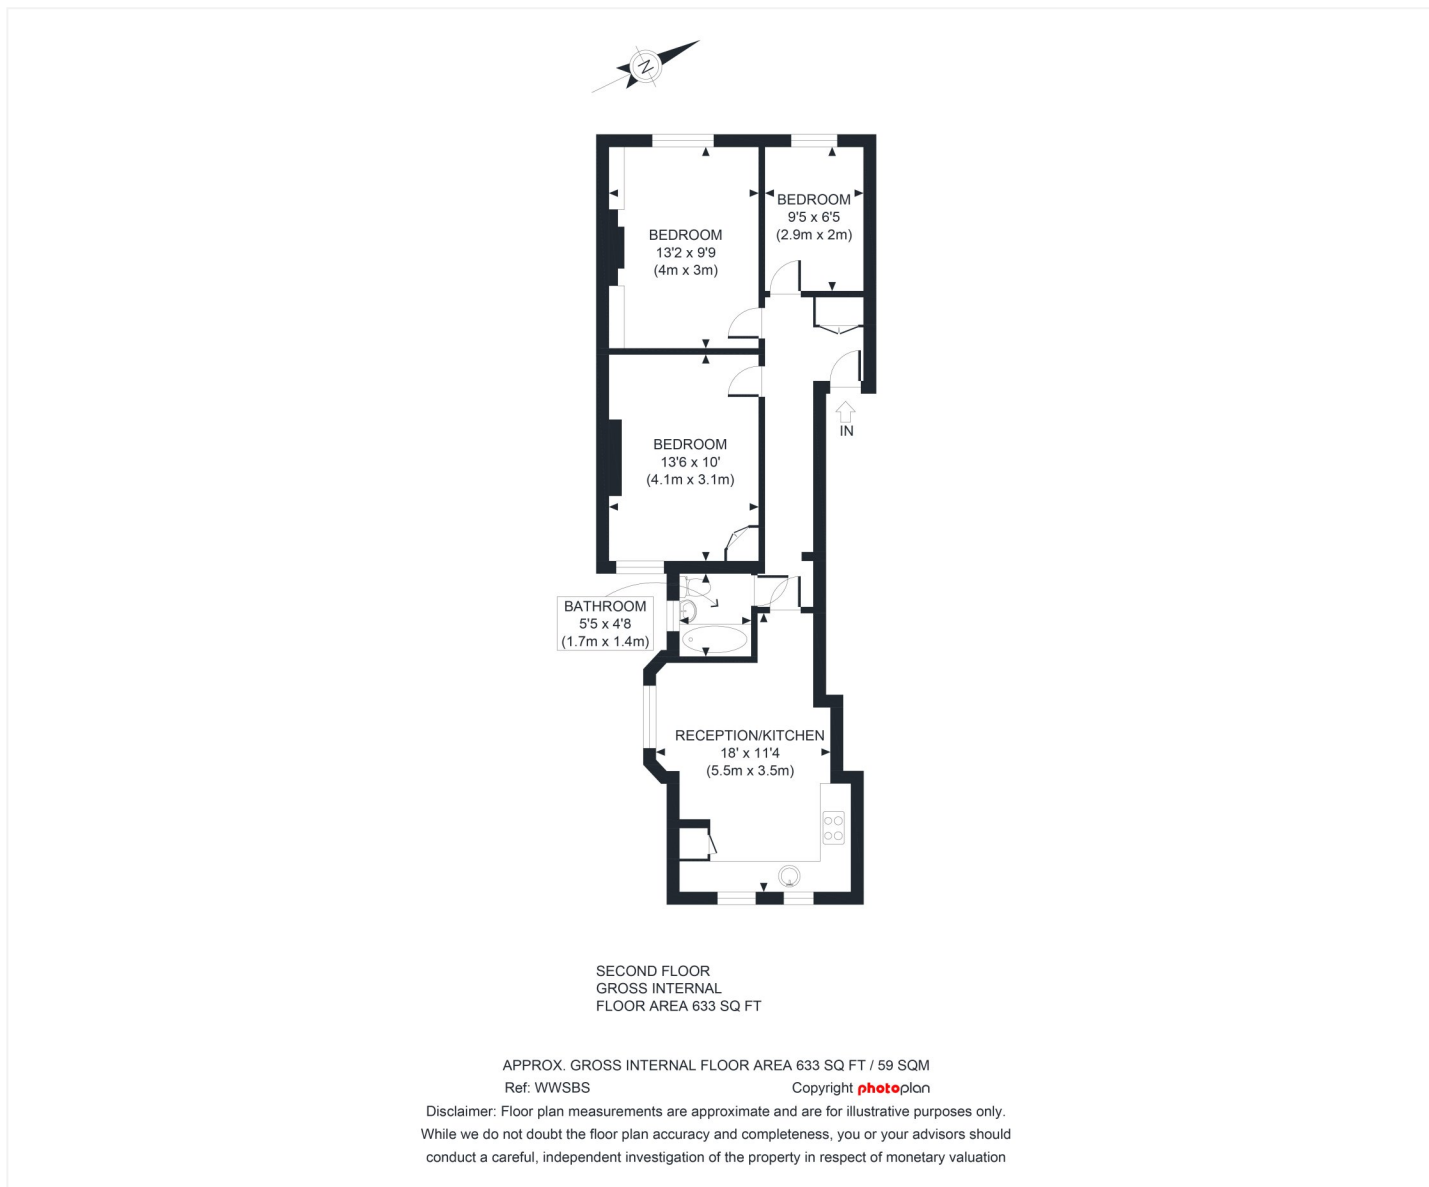 N
BEDROOM
9'5 x 6'5
(2.9m x 2m)
BEDROOM
13'2 x 9'9
(4m x 3m)
IN
BEDROOM
13'6 x 10'
(4.1m x 3.1m)
BATHROOM
5'5 x 4'8
(1.7m x 1.4m)
RECEPTION/KITCHEN
18' x 11'4
(5.5m x 3.5m)
SECOND FLOOR
GROSS INTERNAL
FLOOR AREA 633 SQ FT
APPROX. GROSS INTERNAL FLOOR AREA 633 SQ FT / 59 SQM
Ref: WWSBS Copyright photoplan
Disclaimer: Floor plan measurements are approximate and are for illustrative purposes only.
While we do not doubt the floor plan accuracy and completeness, you or your advisors should
conduct a careful, independent investigation of the property in respect of monetary valuation